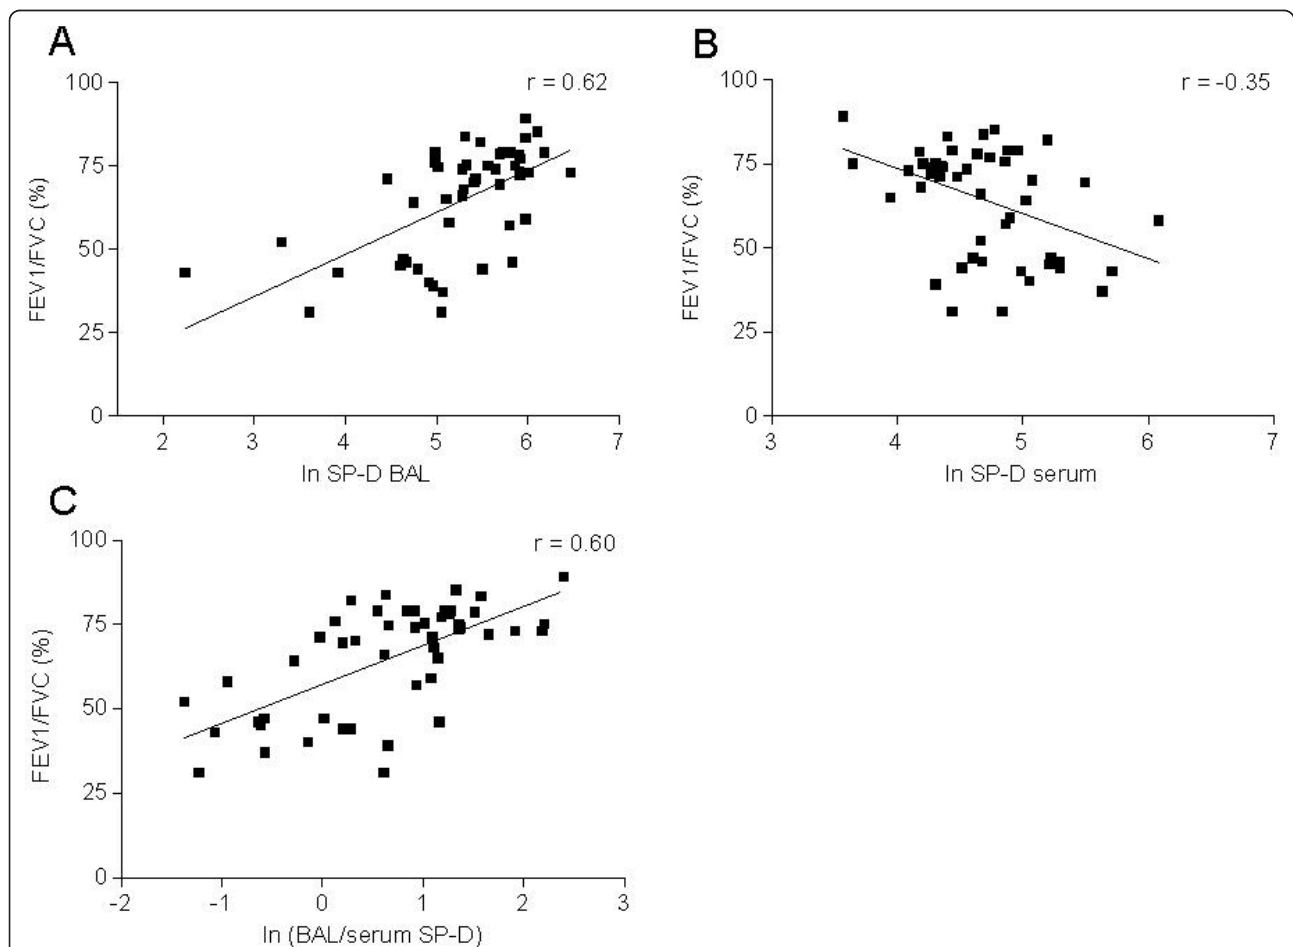 A
r = 0.62
100
75
50
25
0
FEV1/FVC (%)
2 3 4 5 6 7
ln SP-D BAL
B
r = -0.35
100
75
50
25
0
FEV1/FVC (%)
3 4 5 6 7
ln SP-D serum
C
r = 0.60
100
75
50
25
0
FEV1/FVC (%)
-2 -1 0 1 2 3
ln (BAL/serum SP-D)